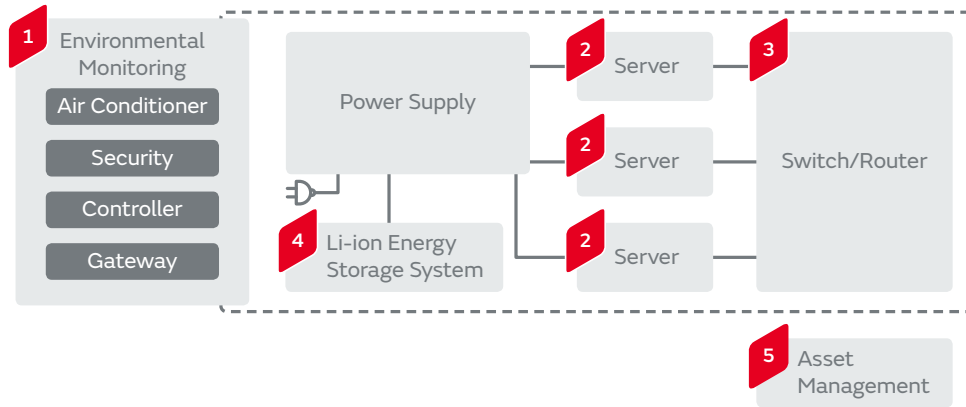 1
Environmental
Monitoring
Air Conditioner
Security
Controller
Gateway
Power Supply
4
Li-ion Energy
Storage System
2
Server
2
Server
2
Server
3
Switch/Router
5
Asset
Management